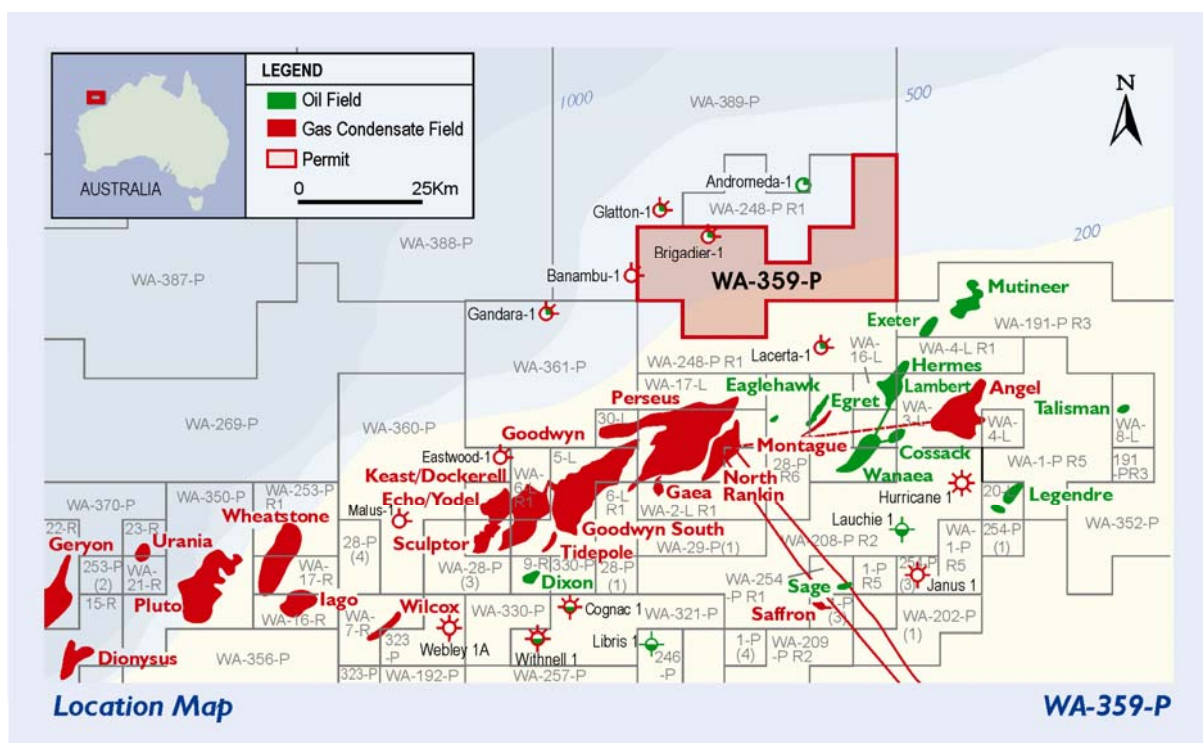 LEGEND
Oil Field
Gas Condensate Field
Permit
0 25Km
AUSTRALIA
N
1000
500
200
WA-389-P
Andromeda-1
WA-248-P R1
Glatton-1
Brigadier-1
WA-388-P
WA-387-P
Banambu-1
WA-359-P
Gandara-1
Mutineer
Exeter
WA-191-P R3
Lacerta-1
WA-
16-L
WA-4-L R1
WA-361-P
WA-248-P R1
WA-17-L
Hermes
Lambert
Angel
Eaglehawk
Egret
Perseus
WA-
3-L
WA-
4-L
Talisman
WA-
8-L
WA-269-P
WA-360-P
30-L
Goodwyn
Montague
Cossack
Wanaea
Eastwood-1
5-L
28-P
R6
WA-1-P R5
191
-PR3
Keast/Dockerell
WA-
6-L
R1
North
Rankin
Hurricane 1
20-L
Legendre
WA-370-P
WA-350-P
WA-253-P
R1
Echo/Yodel
6-L
R1
Gaea
WA-2-L R1
Malus-1
Wheatstone
Goodwyn South
Lauchie 1
WA-352-P
22-R
23-R
Geryon
Urania
28-P
(4)
Sculptor
Tidepole
WA-29-P(1)
WA-208-P R2
WA-
1-P
R5
254-P
(1)
253-P
(2)
WA-
21-R
WA-
17-R
WA-28-P
(3)
9-R
330-P
28-P
(1)
Dixon
WA-254
-P R1
1-P
R5
254-P
(3)
Janus 1
Sage
15-R
Pluto
Iago
WA-16-R
WA-
7-R
Wilcox
WA-330-P
Cognac 1
WA-321-P
Saffron
-P
(3)
WA-202-P
(1)
Webley 1A
Withnell 1
Libris 1
323
-P
1-P
(4)
WA-209
-P R2
Dionysus
WA-356-P
246
-P
323-P
WA-192-P
WA-257-P
Location Map
WA-359-P